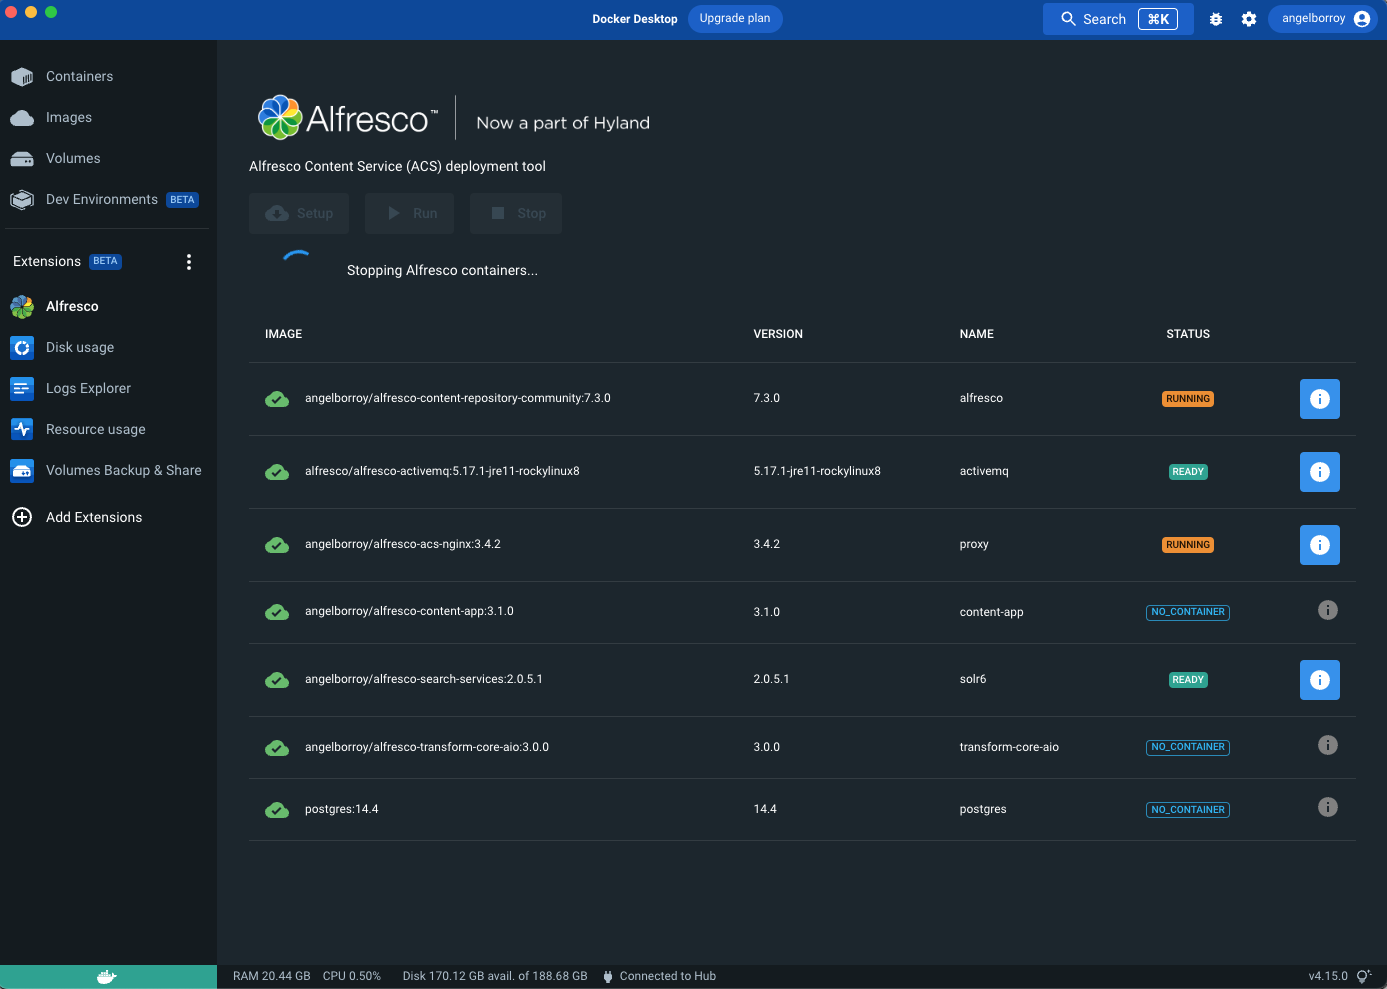 Docker Desktop Upgrade plan Search ⌘K angelborroy
Containers
Images
Volumes
Dev Environments BETA
Extensions BETA
Alfresco
Disk usage
Logs Explorer
Resource usage
Volumes Backup & Share
Add Extensions
Alfresco™ Now a part of Hyland
Alfresco Content Service (ACS) deployment tool
Setup Run Stop
Stopping Alfresco containers...
IMAGE VERSION NAME STATUS
angelborroy/alfresco-content-repository-community:7.3.0 7.3.0 alfresco RUNNING
alfresco/alfresco-activemq:5.17.1-jre11-rockylinux8 5.17.1-jre11-rockylinux8 activemq READY
angelborroy/alfresco-acs-nginx:3.4.2 3.4.2 proxy RUNNING
angelborroy/alfresco-content-app:3.1.0 3.1.0 content-app NO_CONTAINER
angelborroy/alfresco-search-services:2.0.5.1 2.0.5.1 solr6 READY
angelborroy/alfresco-transform-core-aio:3.0.0 3.0.0 transform-core-aio NO_CONTAINER
postgres:14.4 14.4 postgres NO_CONTAINER
RAM 20.44 GB CPU 0.50% Disk 170.12 GB avail. of 188.68 GB Connected to Hub v4.15.0